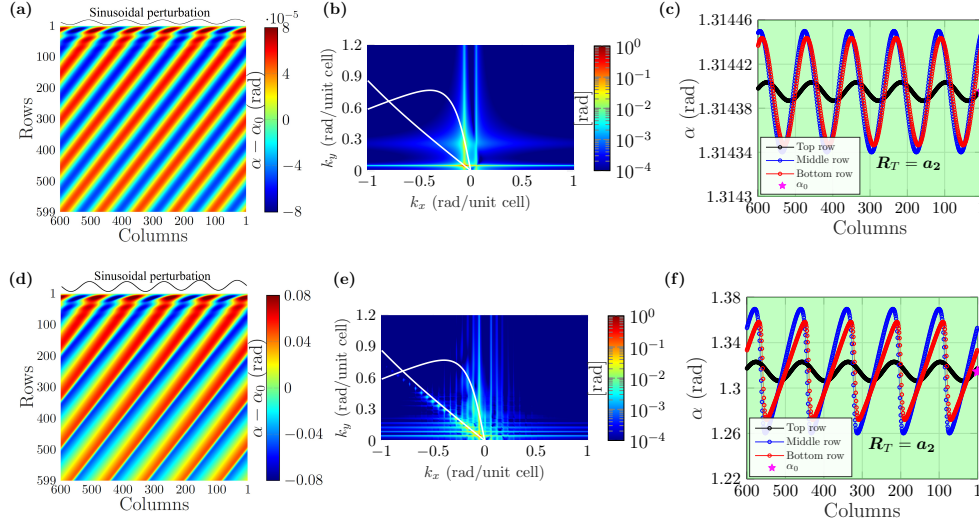 (a)
Sinusoidal perturbation
1
100
200
300
400
500
599
Rows
600 500 400 300 200 100 1
Columns
8 ×10⁻⁵
4
0
−4
−8
α − α₀ (rad)
(b)
1.2
0.9
0.6
0.3
0
k_y (rad/unit cell)
−1 −0.5 0 0.5 1
k_x (rad/unit cell)
10⁰
10⁻¹
10⁻²
10⁻³
10⁻⁴
[rad]
(c)
1.31446
1.31442
1.31438
1.31434
1.3143
α (rad)
Top row
Middle row
Bottom row
α₀
R_T = a₂
600 500 400 300 200 100
Columns
(d)
Sinusoidal perturbation
1
100
200
300
400
500
599
Rows
600 500 400 300 200 100 1
Columns
0.08
0.04
0
−0.04
−0.08
α − α₀ (rad)
(e)
1.2
0.9
0.6
0.3
0
k_y (rad/unit cell)
−1 −0.5 0 0.5 1
k_x (rad/unit cell)
10⁰
10⁻¹
10⁻²
10⁻³
10⁻⁴
[rad]
(f)
1.38
1.34
1.3
1.26
1.22
α (rad)
Top row
Middle row
Bottom row
α₀
R_T = a₂
600 500 400 300 200 100 1
Columns